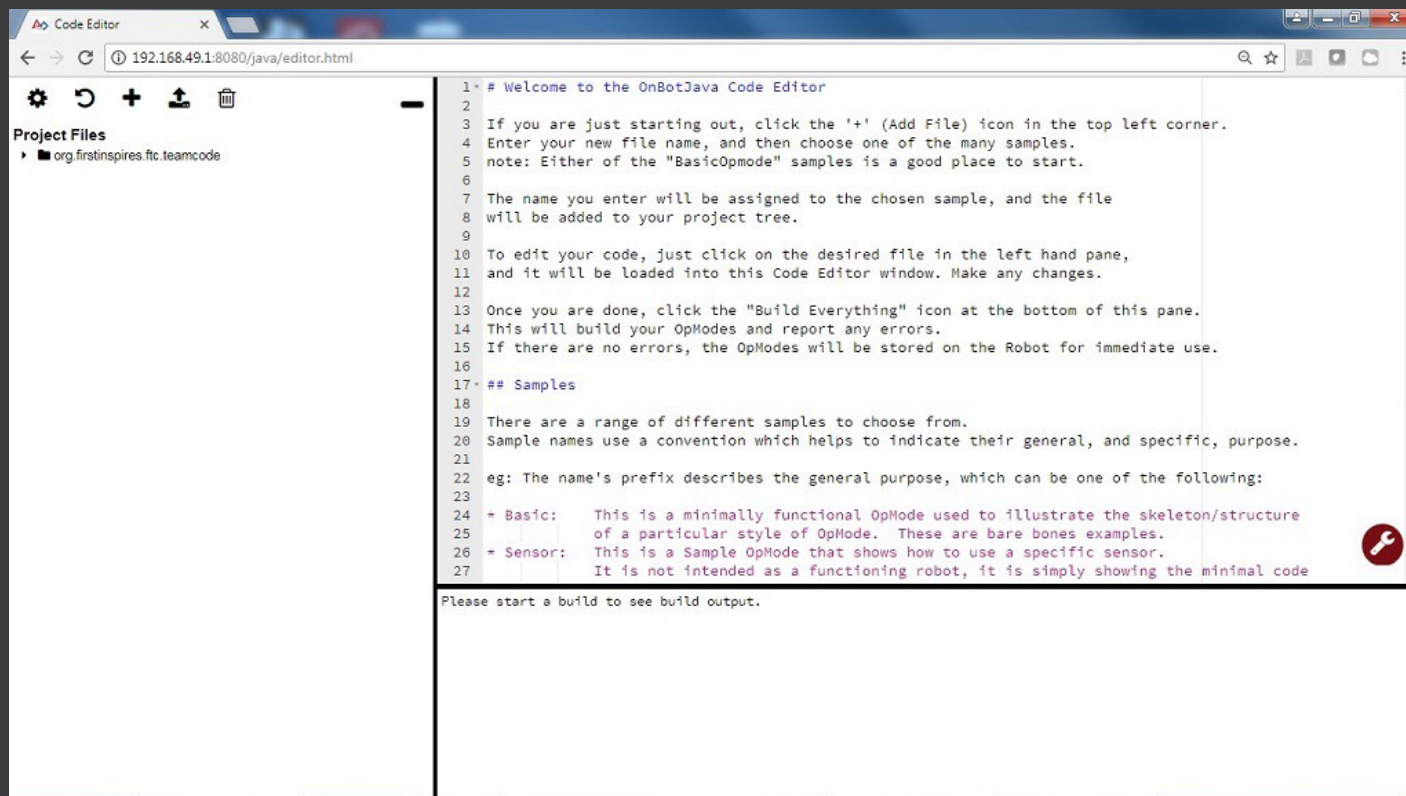 Code Editor
192.168.49.1:8080/java/editor.html
Project Files
org.firstinspires.ftc.teamcode
1 # Welcome to the OnBotJava Code Editor
2
3 If you are just starting out, click the '+' (Add File) icon in the top left corner.
4 Enter your new file name, and then choose one of the many samples.
5 note: Either of the "BasicOpmode" samples is a good place to start.
6
7 The name you enter will be assigned to the chosen sample, and the file
8 will be added to your project tree.
9
10 To edit your code, just click on the desired file in the left hand pane,
11 and it will be loaded into this Code Editor window. Make any changes.
12
13 Once you are done, click the "Build Everything" icon at the bottom of this pane.
14 This will build your OpModes and report any errors.
15 If there are no errors, the OpModes will be stored on the Robot for immediate use.
16
17 ## Samples
18
19 There are a range of different samples to choose from.
20 Sample names use a convention which helps to indicate their general, and specific, purpose.
21
22 eg: The name's prefix describes the general purpose, which can be one of the following:
23
24 * Basic: This is a minimally functional OpMode used to illustrate the skeleton/structure
25 of a particular style of OpMode. These are bare bones examples.
26 * Sensor: This is a Sample OpMode that shows how to use a specific sensor.
27 It is not intended as a functioning robot, it is simply showing the minimal code
Please start a build to see build output.